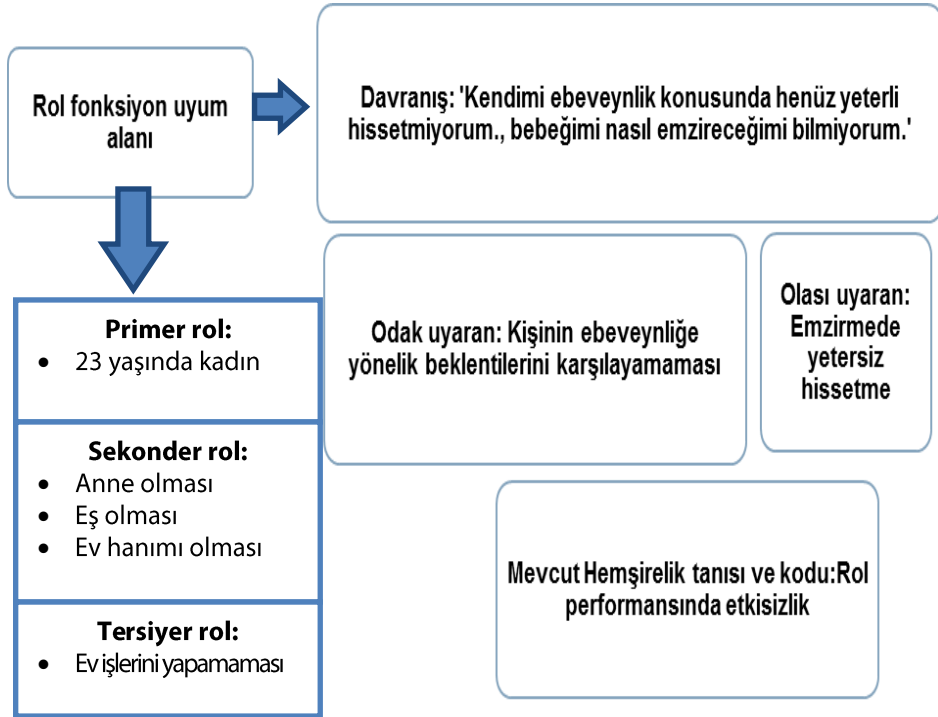 Rol fonksiyon uyum
alanı
Davranış: 'Kendimi ebeveynlik konusunda henüz yeterli
hissetmiyorum., bebeğimi nasıl emzireceğimi bilmiyorum.'
Odak uyaran: Kişinin ebeveynliğe
yönelik beklentilerini karşılayamaması
Olası uyaran:
Emzirmede
yetersiz
hissetme
Primer rol:
• 23 yaşında kadın
Sekonder rol:
• Anne olması
• Eş olması
• Ev hanımı olması
Tersiyer rol:
• Ev işlerini yapamaması
Mevcut Hemşirelik tanısı ve kodu:Rol
performansında etkisizlik